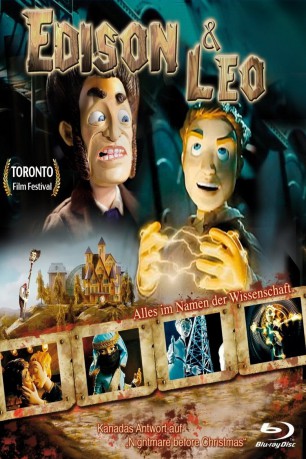 EDISON &
LEO
TORONTO
Film Festival
Alles im Namen der Wissenschaft
Kanadas Antwort auf
"Nightmare before Christmas"
Blu-ray Disc